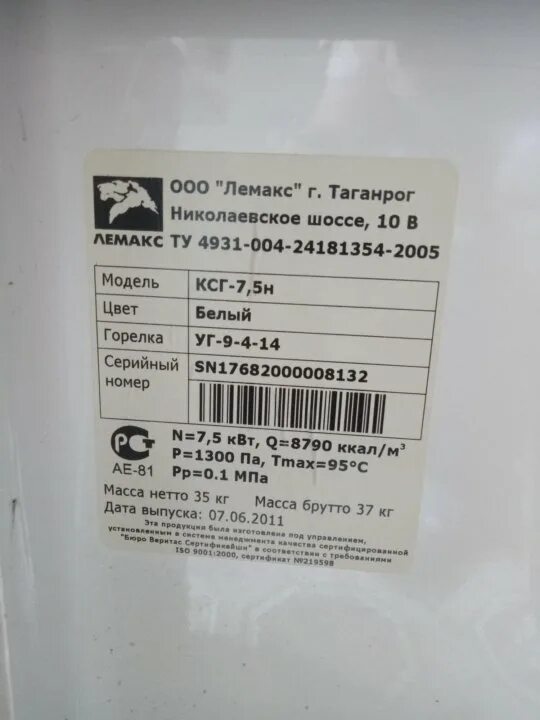 ООО "Лемакс" г. Таганрог
Николаевское шоссе, 10 В
ЛЕМАКС ТУ 4931-004-24181354-2005
Модель КСГ-7,5н
Цвет Белый
Горелка УГ-9-4-14
Серийный номер SN17682000008132
РСТ
АЕ-81
N=7,5 кВт, Q=8790 ккал/м³
P=1300 Па, Tmax=95°C
Pp=0.1 МПа
Масса нетто 35 кг Масса брутто 37 кг
Дата выпуска: 07.06.2011
Эта продукция была изготовлена под управлением,
установленным в системе менеджмента качества сертифицированной
"Бюро Веритас Сертификейшн" в соответствии с требованиями
ISO 9001:2000, сертификат №219598